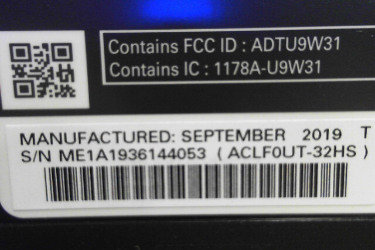 Contains FCC ID : ADTU9W31
Contains IC : 1178A-U9W31
MANUFACTURED: SEPTEMBER 2019 T
S/N ME1A1936144053 ( ACLF0UT-32HS )